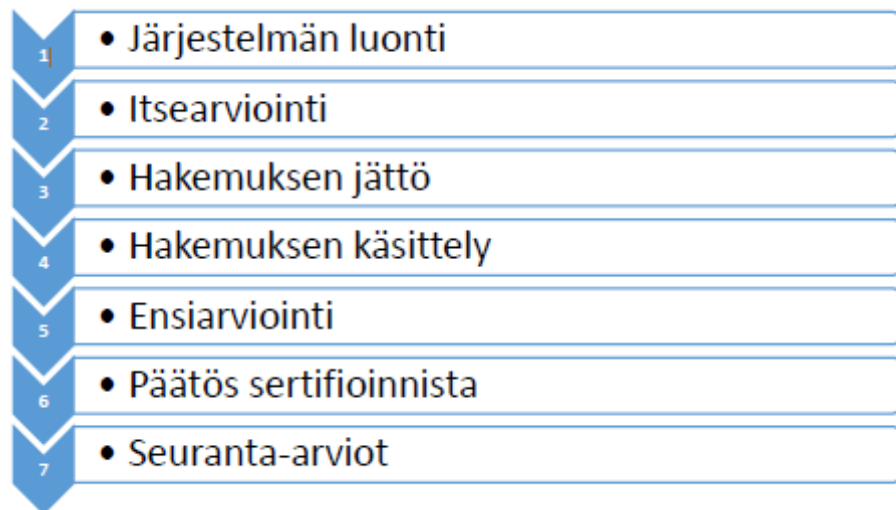 1 • Järjestelmän luonti
2 • Itsearviointi
3 • Hakemuksen jättö
4 • Hakemuksen käsittely
5 • Ensiarviointi
6 • Päätös sertifioinnista
7 • Seuranta-arviot